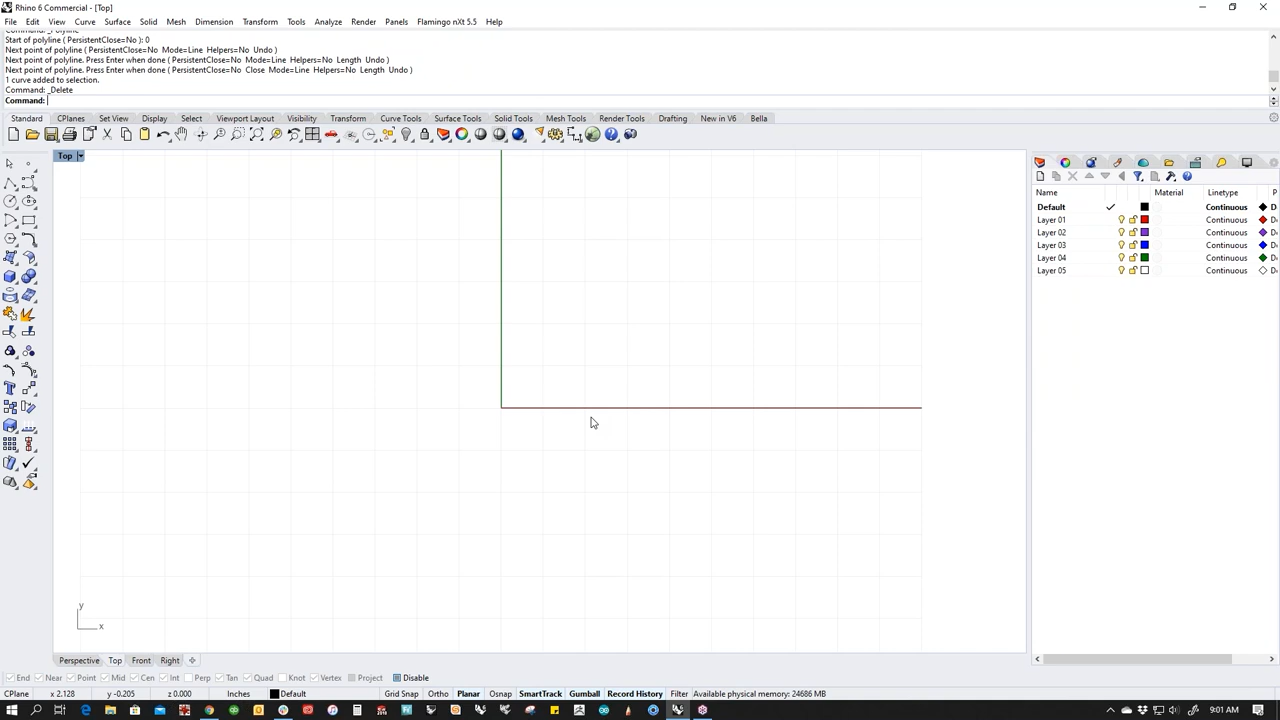 Rhino 6 Commercial - [Top]
File Edit View Curve Surface Solid Mesh Dimension Transform Tools Analyze Render Panels Flamingo nXt 5.5 Help
Start of polyline ( PersistentClose=No ): 0
Next point of polyline ( PersistentClose=No Mode=Line Helpers=No Undo )
Next point of polyline. Press Enter when done ( PersistentClose=No Mode=Line Helpers=No Length Undo )
Next point of polyline. Press Enter when done ( PersistentClose=No Close Mode=Line Helpers=No Length Undo )
1 curve added to selection.
Command: _Delete
Command:
Standard CPlanes Set View Display Select Viewport Layout Visibility Transform Curve Tools Surface Tools Solid Tools Mesh Tools Render Tools Drafting New in V6 Bella
Top
Name Material Linetype P
Default Continuous D
Layer 01 Continuous D
Layer 02 Continuous D
Layer 03 Continuous D
Layer 04 Continuous D
Layer 05 Continuous D
y
x
Perspective Top Front Right
End Near Point Mid Cen Int Perp Tan Quad Knot Vertex Project Disable
CPlane x 2.128 y -0.205 z 0.000 Inches Default Grid Snap Ortho Planar Osnap SmartTrack Gumball Record History Filter Available physical memory: 24686 MB
9:01 AM